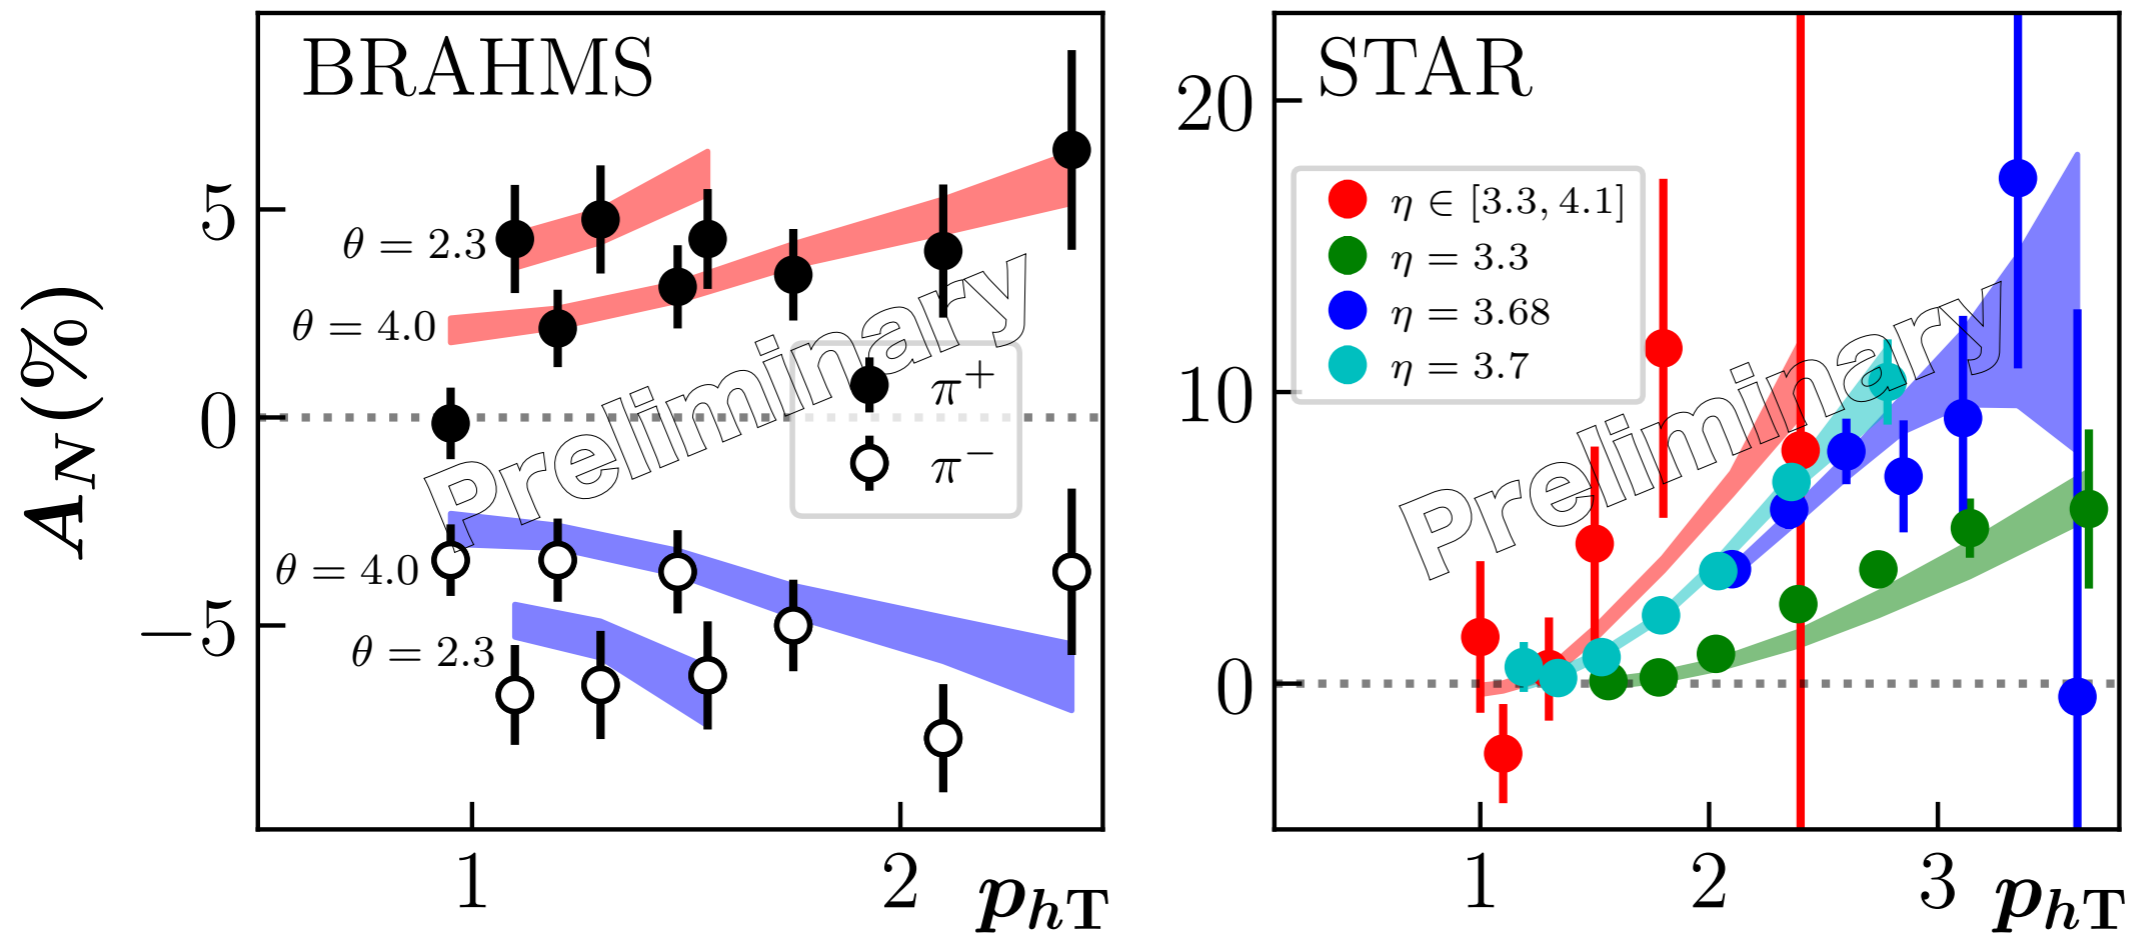 BRAHMS
A_N(%)
5
0
−5
θ = 2.3
θ = 4.0
θ = 4.0
θ = 2.3
π⁺
π⁻
Preliminary
1
2
p_hT
STAR
20
10
0
η ∈ [3.3, 4.1]
η = 3.3
η = 3.68
η = 3.7
Preliminary
1
2
3
p_hT